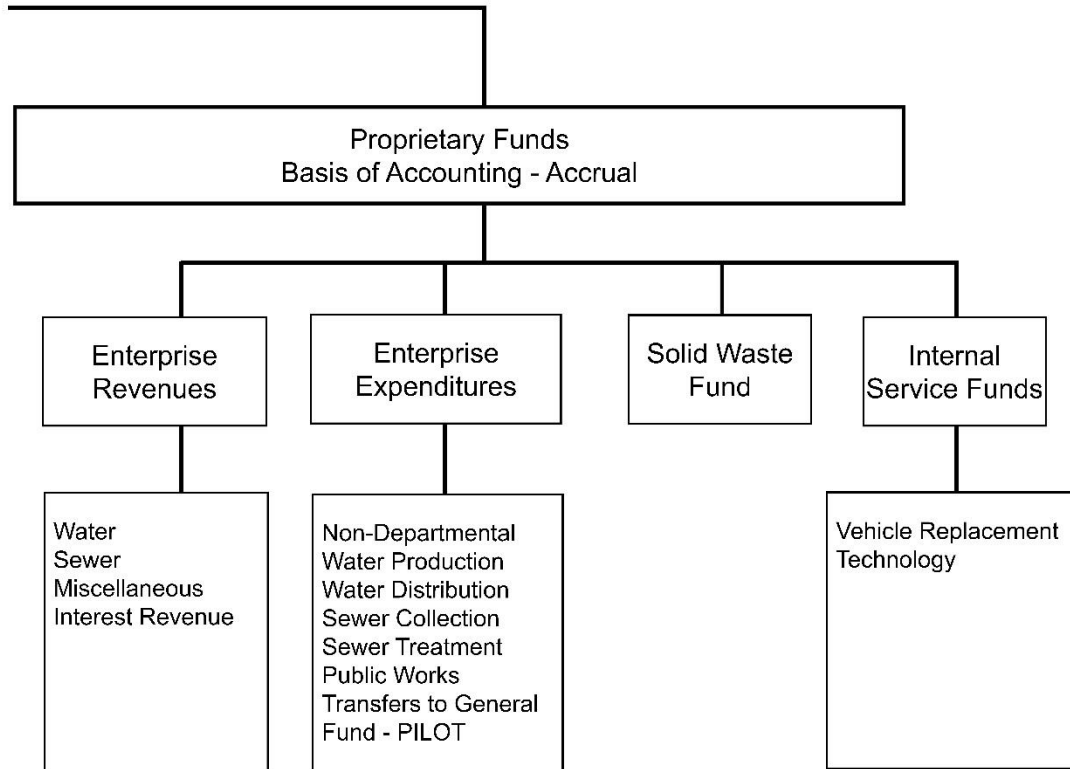 Proprietary Funds
Basis of Accounting - Accrual
Enterprise
Revenues
Enterprise
Expenditures
Solid Waste
Fund
Internal
Service Funds
Water
Sewer
Miscellaneous
Interest Revenue
Non-Departmental
Water Production
Water Distribution
Sewer Collection
Sewer Treatment
Public Works
Transfers to General
Fund - PILOT
Vehicle Replacement
Technology